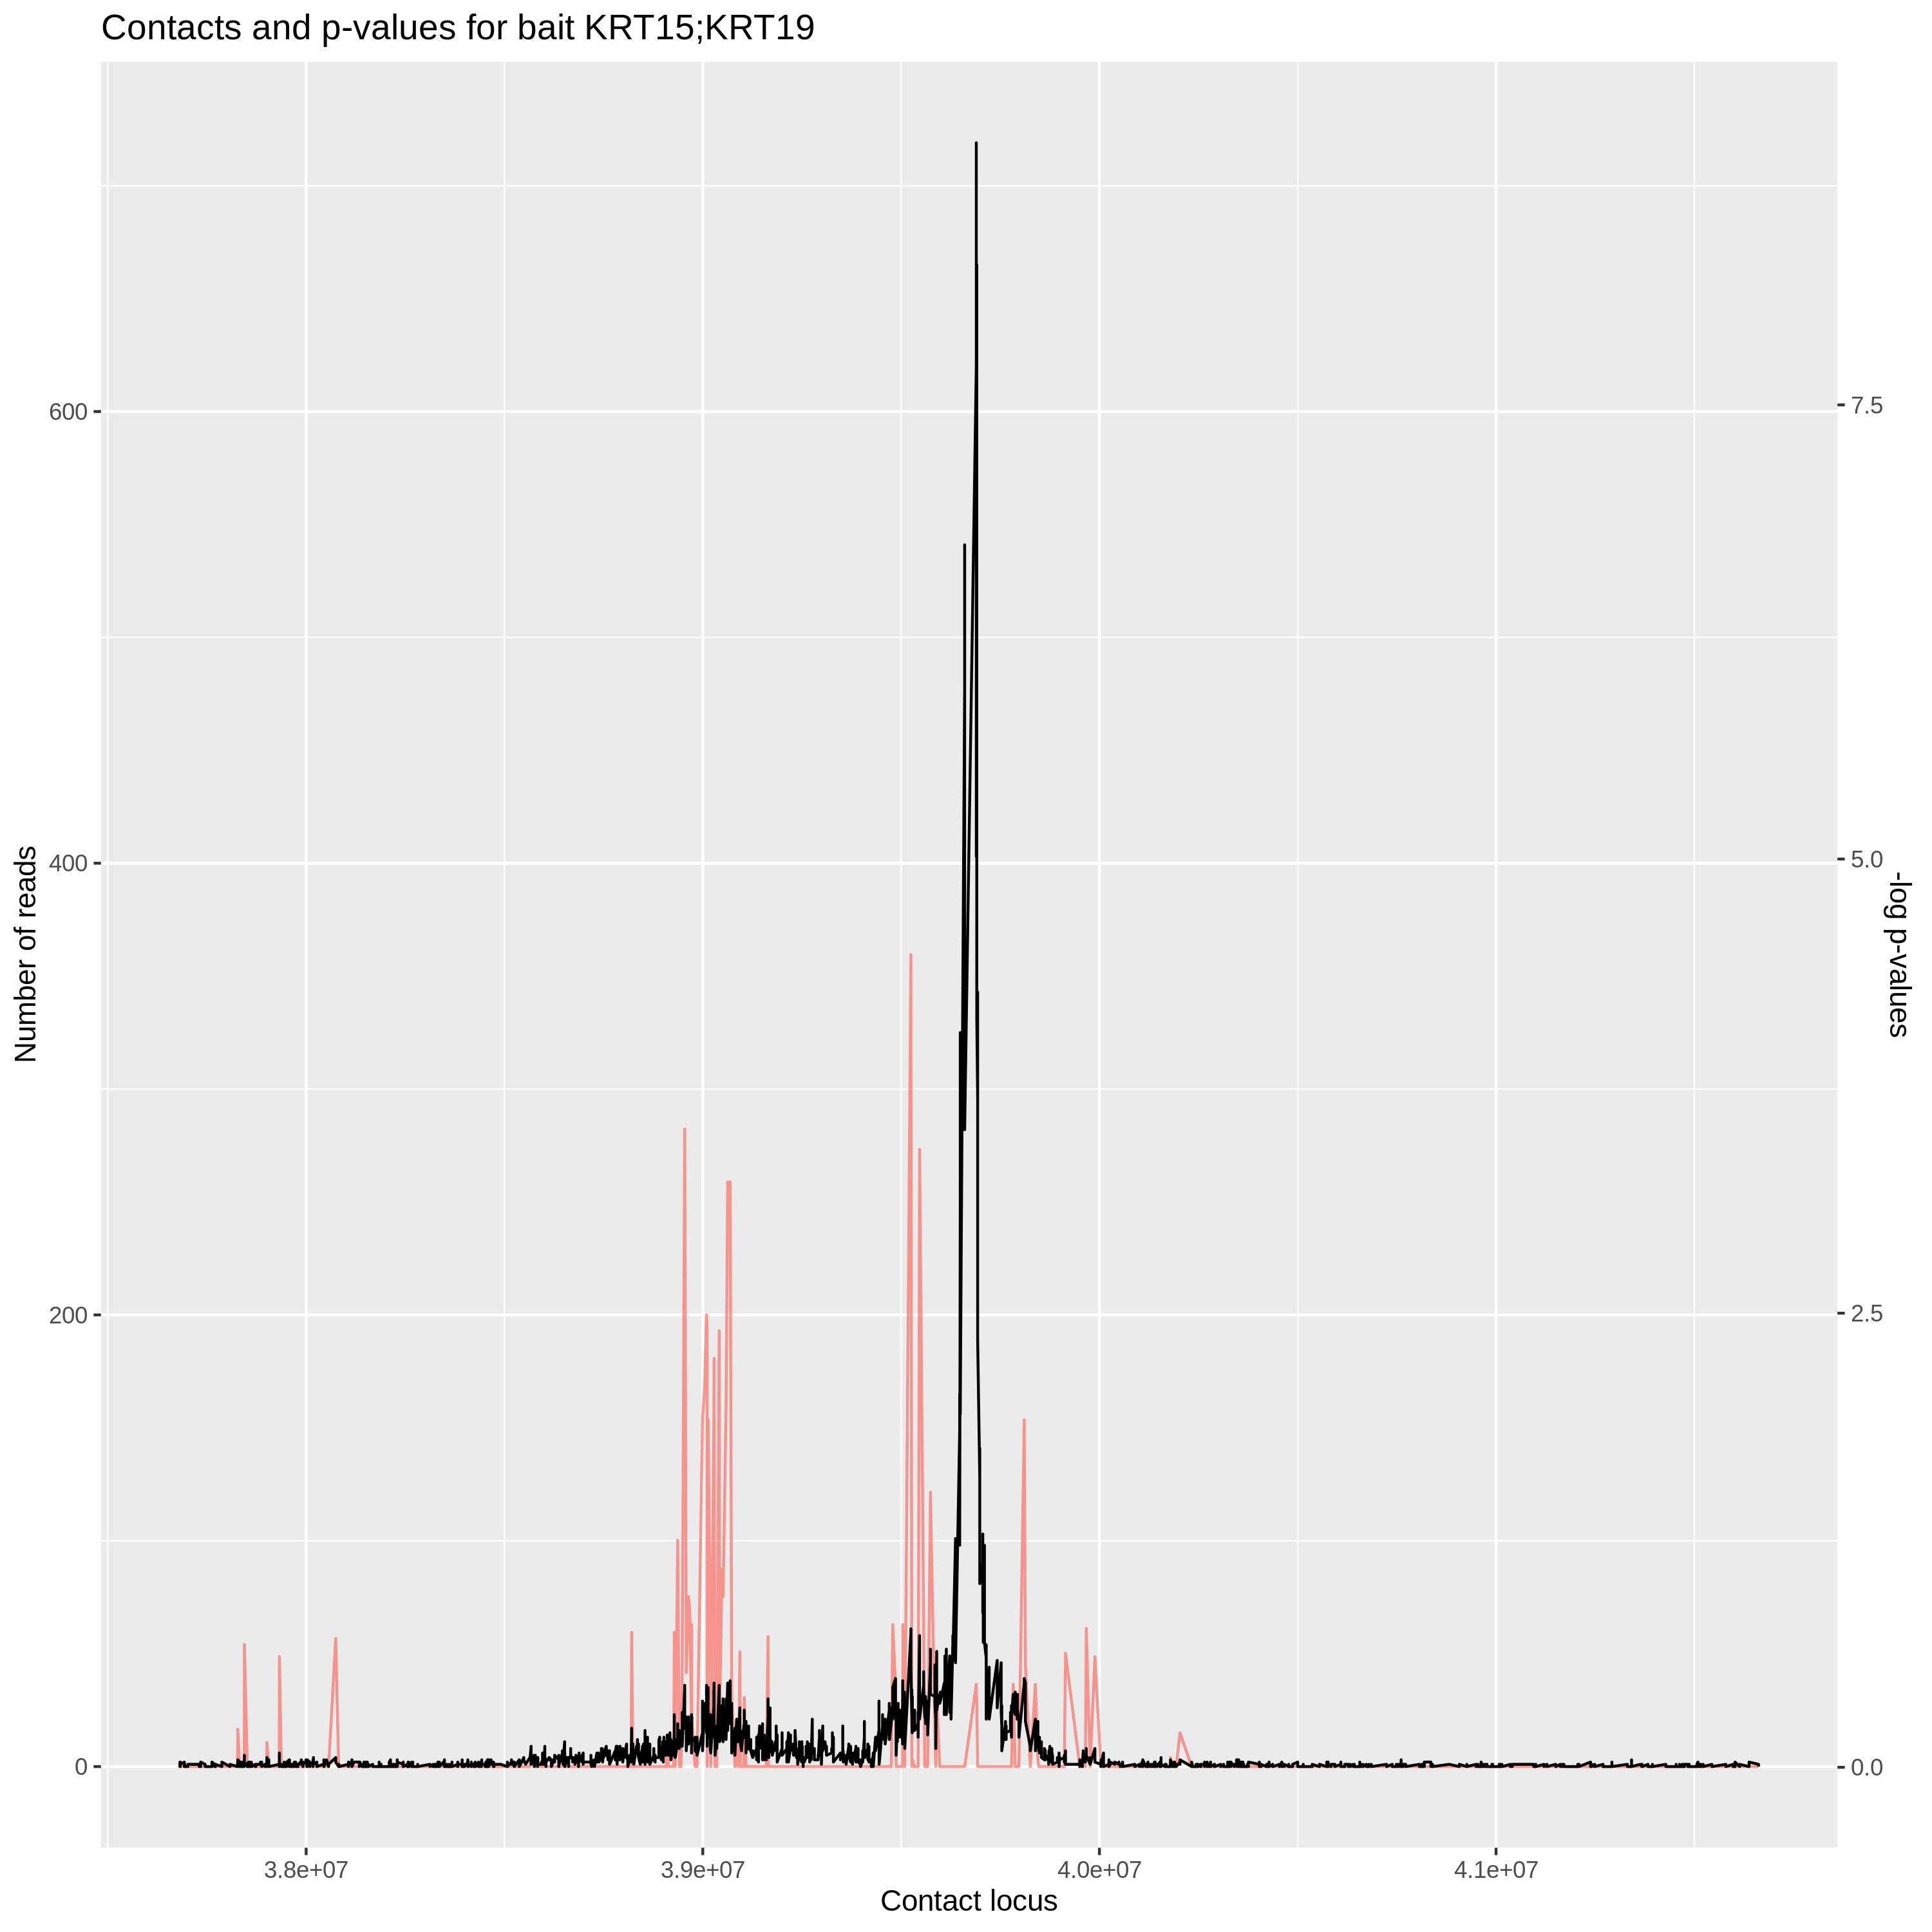 Contacts and p-values for bait KRT15;KRT19
Number of reads
600
400
200
0
7.5
5.0
2.5
0.0
-log p-values
3.8e+07
3.9e+07
4.0e+07
4.1e+07
Contact locus